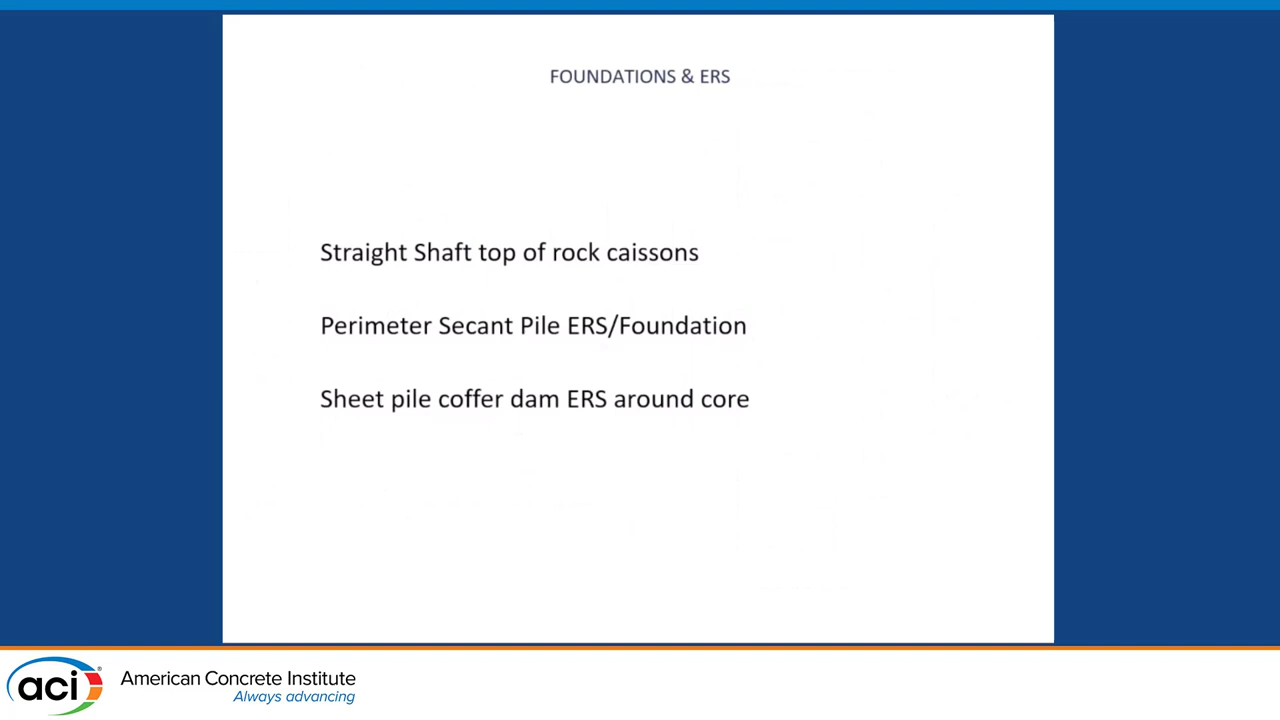 FOUNDATIONS & ERS
Straight Shaft top of rock caissons
Perimeter Secant Pile ERS/Foundation
Sheet pile coffer dam ERS around core
aci®
American Concrete Institute
Always advancing